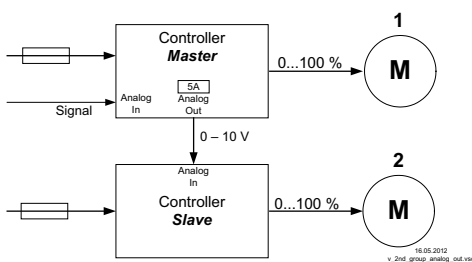 1
Controller
Master
0...100 %
M
5A
Analog
In
Analog
Out
Signal
0 – 10 V
2
Analog
In
Controller
Slave
0...100 %
M
16.05.2012
v_2nd_group_analog_out.vsd